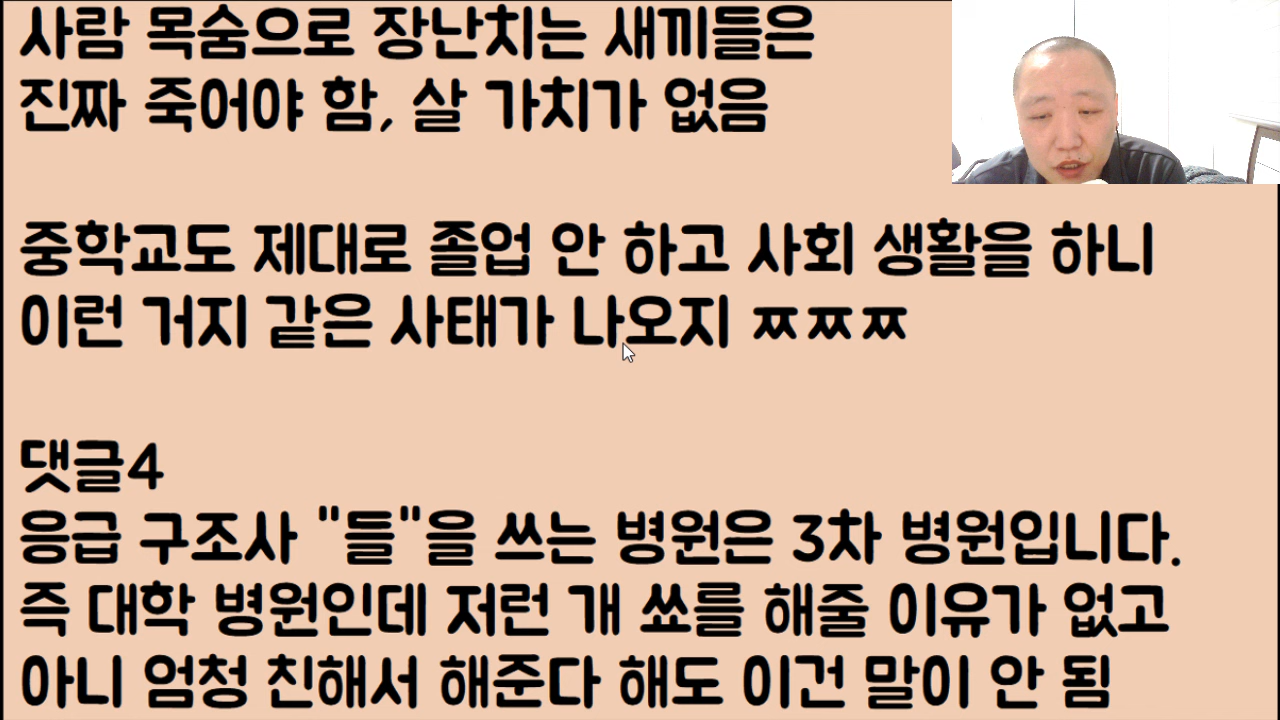 사람 목숨으로 장난치는 새끼들은
진짜 죽어야 함, 살 가치가 없음
중학교도 제대로 졸업 안 하고 사회 생활을 하니
이런 거지 같은 사태가 나오지 ㅉㅉㅉ
댓글4
응급 구조사 "들"을 쓰는 병원은 3차 병원입니다.
즉 대학 병원인데 저런 개 쑈를 해줄 이유가 없고
아니 엄청 친해서 해준다 해도 이건 말이 안 됨